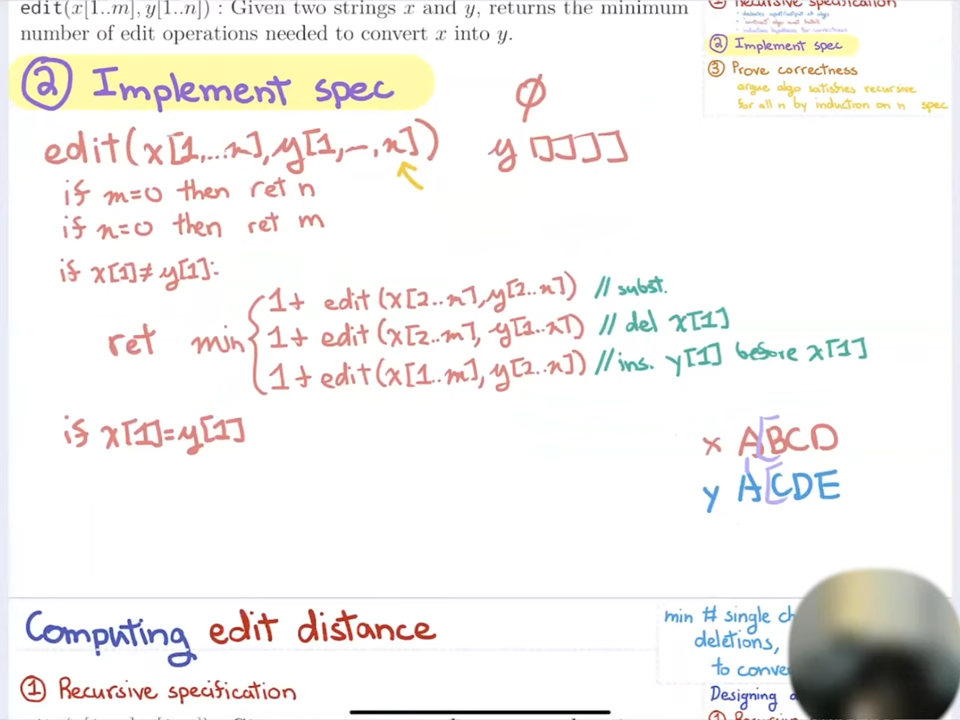 edit(x[1..m], y[1..n]) : Given two strings x and y, returns the minimum
number of edit operations needed to convert x into y.
② Implement spec
edit(x[1,...m], y[1,...,n])
∅
y
if m=0 then ret n
if n=0 then ret m
if x[1]≠y[1]:
ret min
1+ edit(x[2..m], y[2..n]) // subst.
1+ edit(x[2..m], y[1..n]) // del x[1]
1+ edit(x[1..m], y[2..n]) // ins. y[1] before x[1]
if x[1]=y[1]
x ABCD
y ACDE
① Recursive specification
② Implement spec
③ Prove correctness
argue algo satisfies recursive
for all n by induction on n spec
Computing edit distance
① Recursive specification
min # single
deletions,
to
Designing